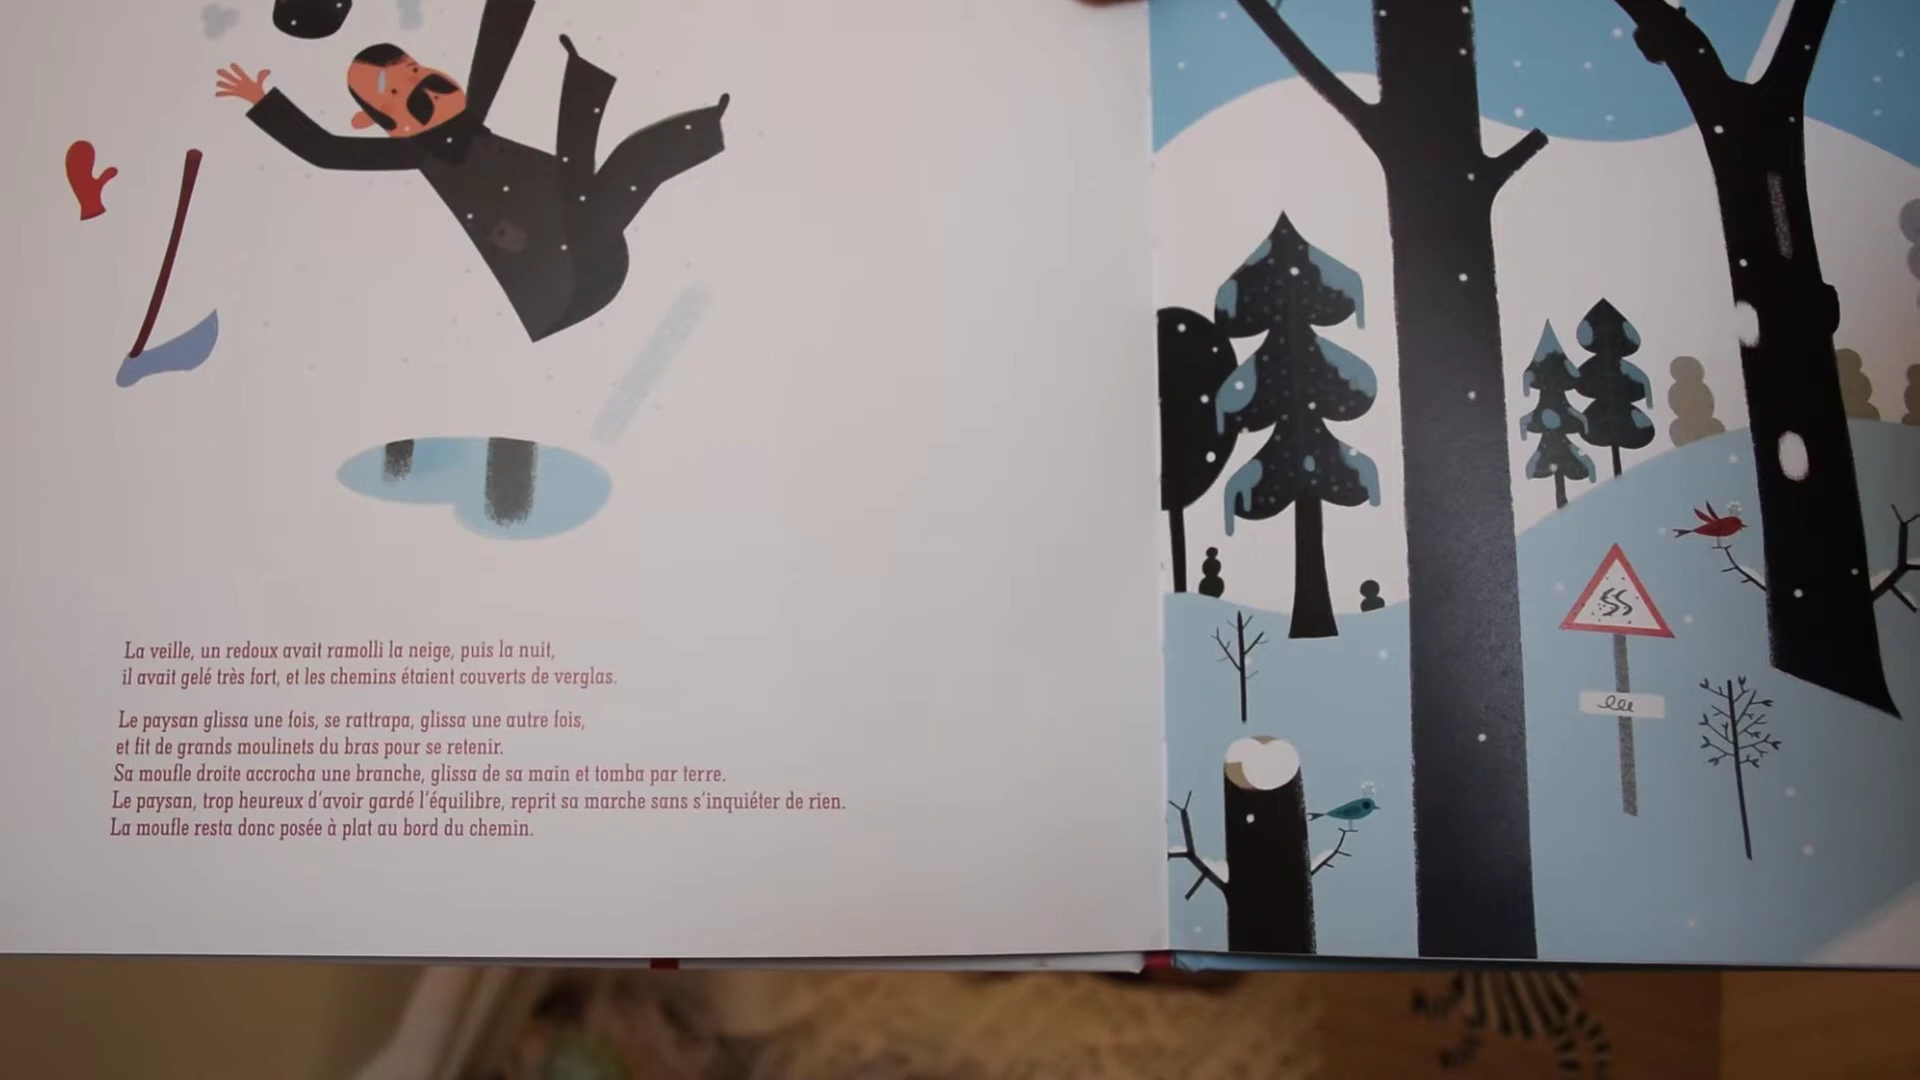 La veille, un redoux avait ramolli la neige, puis la nuit,
il avait gelé très fort, et les chemins étaient couverts de verglas.
Le paysan glissa une fois, se rattrapa, glissa une autre fois,
et fit de grands moulinets du bras pour se retenir.
Sa moufle droite accrocha une branche, glissa de sa main et tomba par terre.
Le paysan, trop heureux d'avoir gardé l'équilibre, reprit sa marche sans s'inquiéter de rien.
La moufle resta donc posée à plat au bord du chemin.